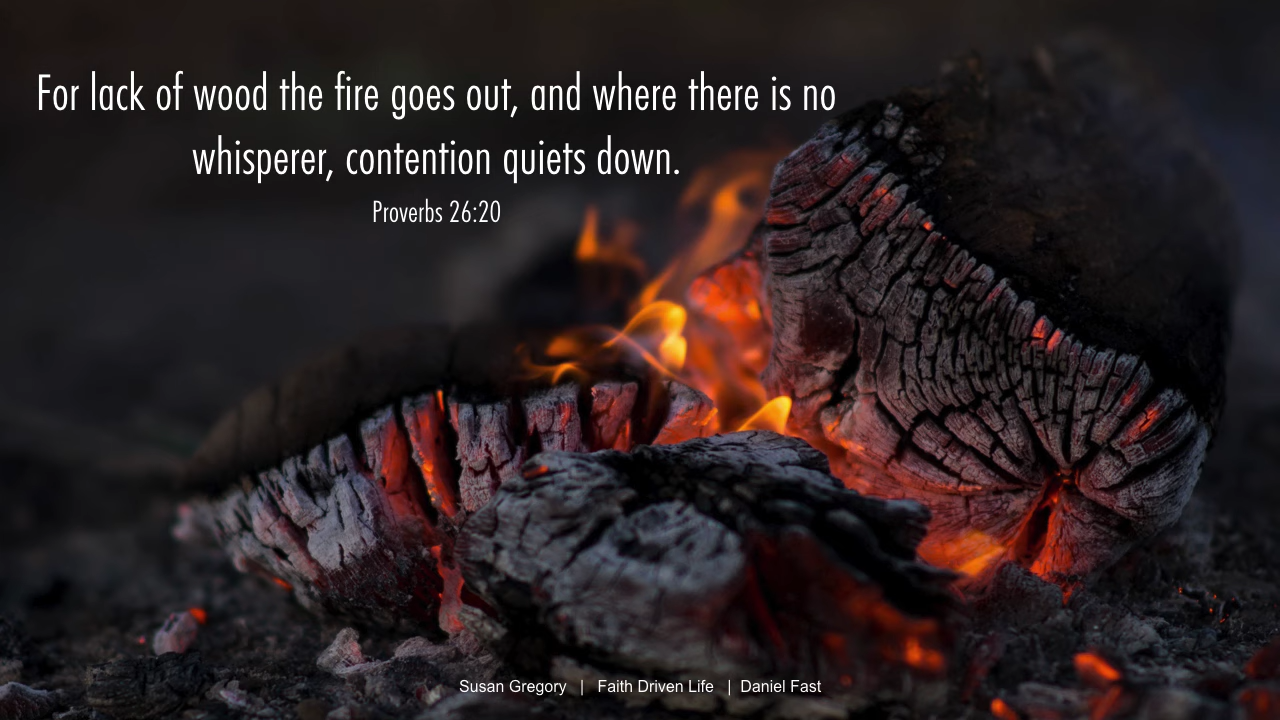 For lack of wood the fire goes out, and where there is no
whisperer, contention quiets down.
Proverbs 26:20
Susan Gregory | Faith Driven Life | Daniel Fast